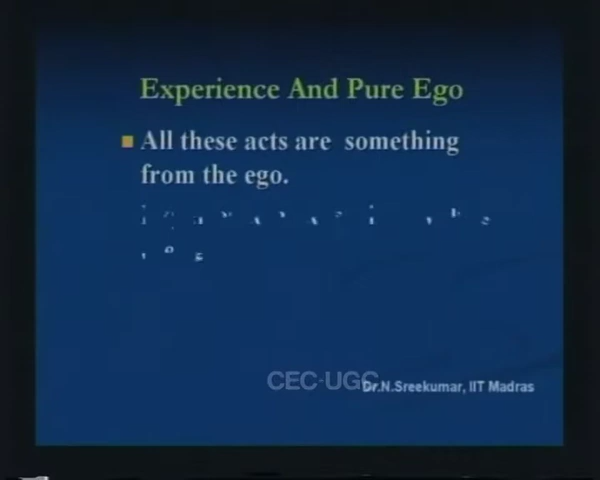 Experience And Pure Ego
All these acts are something
from the ego.
CEC-UGC
Dr.N.Sreekumar, IIT Madras